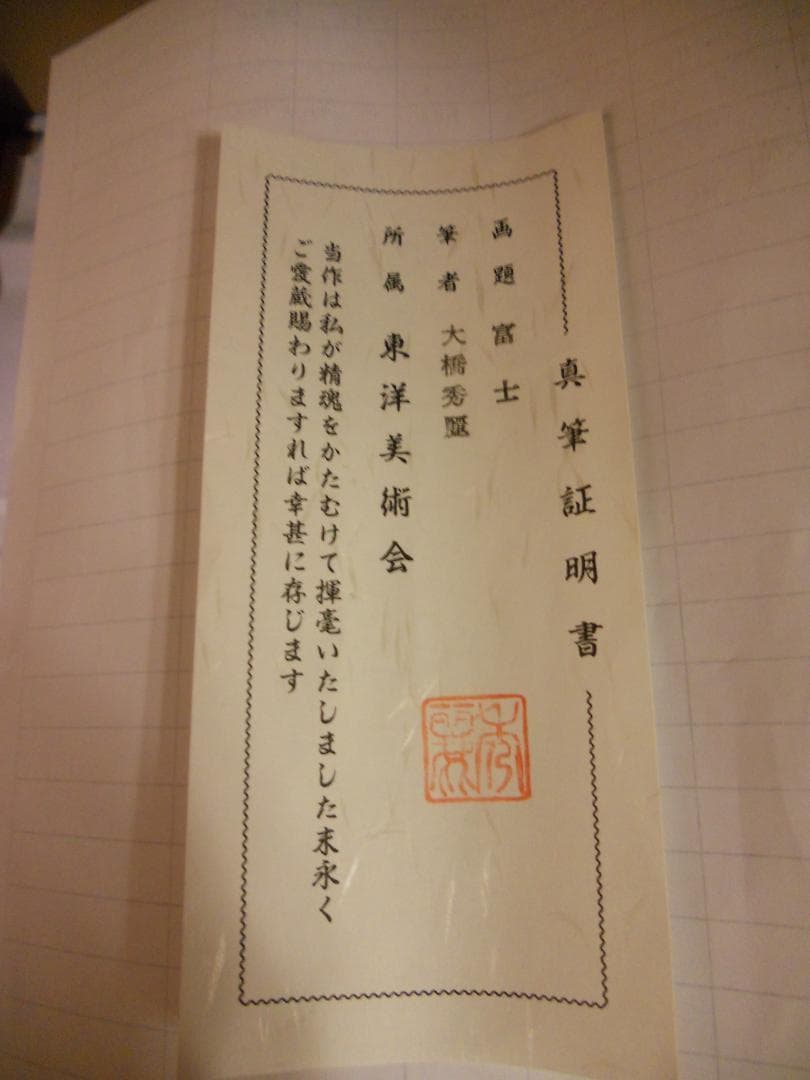 真筆証明書
画題 富士
筆者 大橋秀
所属 東洋美術会
当作は私が精魂をかたむけて揮毫いたしました末永く
ご愛蔵賜わりますれば幸甚に存じます